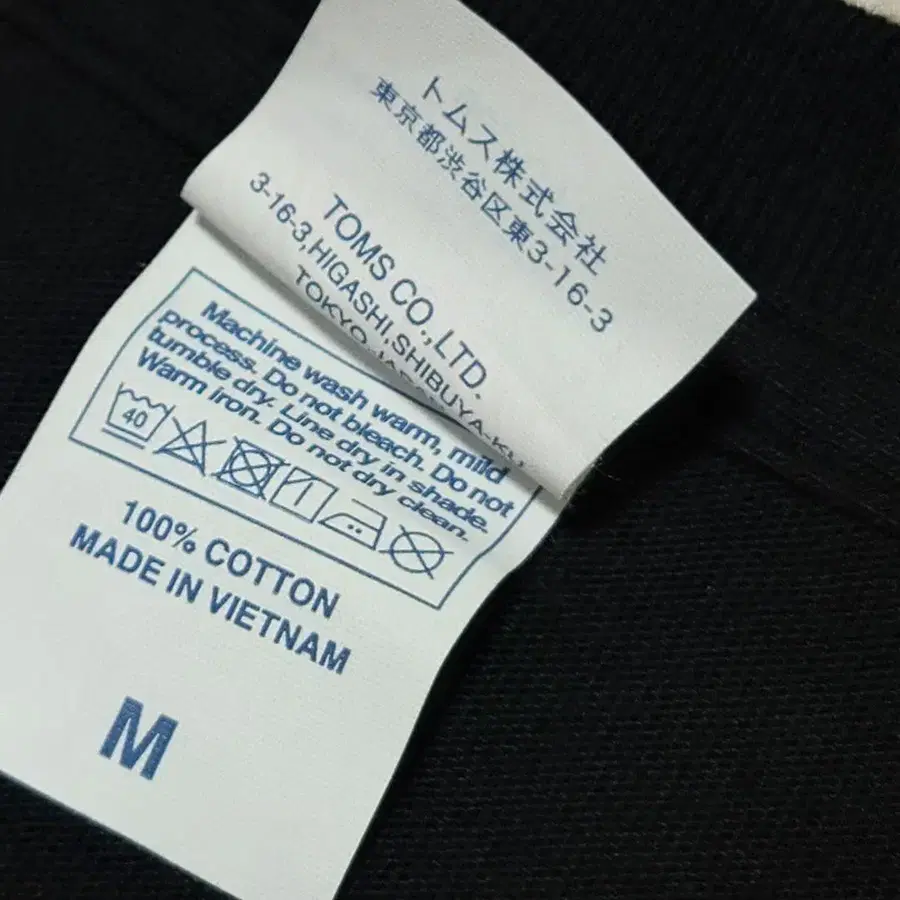 トムス株式会社
東京都渋谷区東3-16-3
TOMS CO.,LTD.
3-16-3,HIGASHI,SHIBUYA-KU,
TOKYO,JAPAN
Machine wash warm, mild
process. Do not bleach. Do not
tumble dry. Line dry in shade.
Warm iron. Do not dry clean.
40
100% COTTON
MADE IN VIETNAM
M